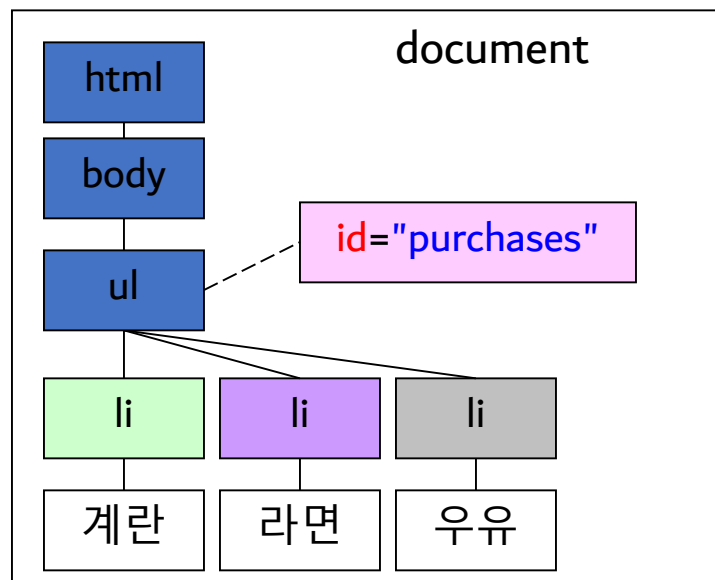 document
html
body
id="purchases"
ul
li
li
li
계란
라면
우유